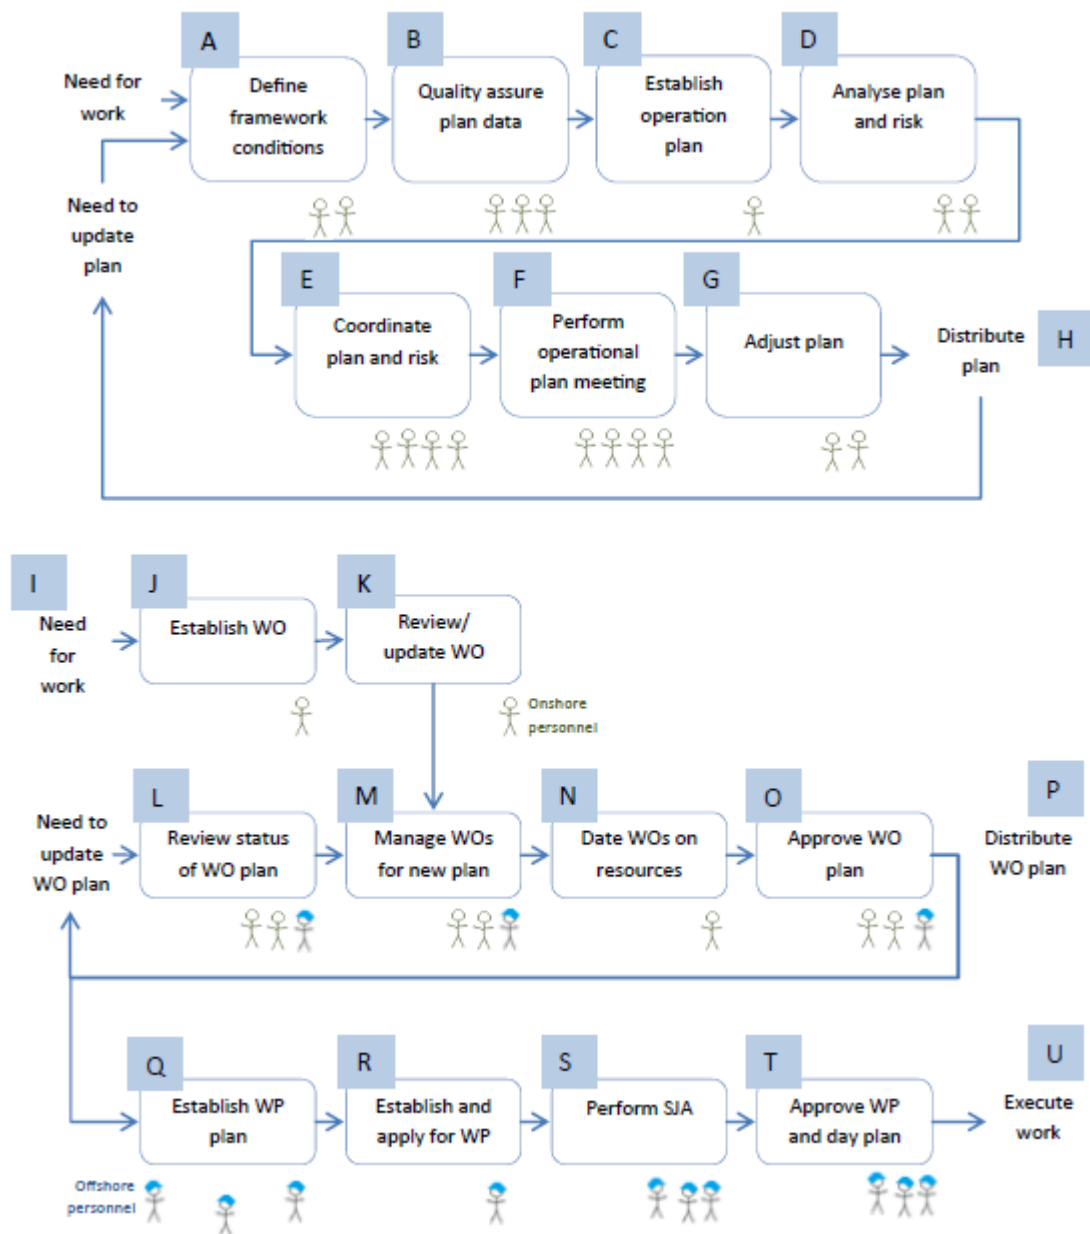 A
B
C
D
Need for
work
Define
framework
conditions
Quality assure
plan data
Establish
operation
plan
Analyse plan
and risk
Need to
update
plan
E
F
G
H
Coordinate
plan and risk
Perform
operational
plan meeting
Adjust plan
Distribute
plan
I
J
K
Need
for
work
Establish WO
Review/
update WO
Onshore
personnel
L
M
N
O
P
Need to
update
WO plan
Review status
of WO plan
Manage WOs
for new plan
Date WOs on
resources
Approve WO
plan
Distribute
WO plan
Q
R
S
T
U
Establish WP
plan
Establish and
apply for WP
Perform SJA
Approve WP
and day plan
Execute
work
Offshore
personnel